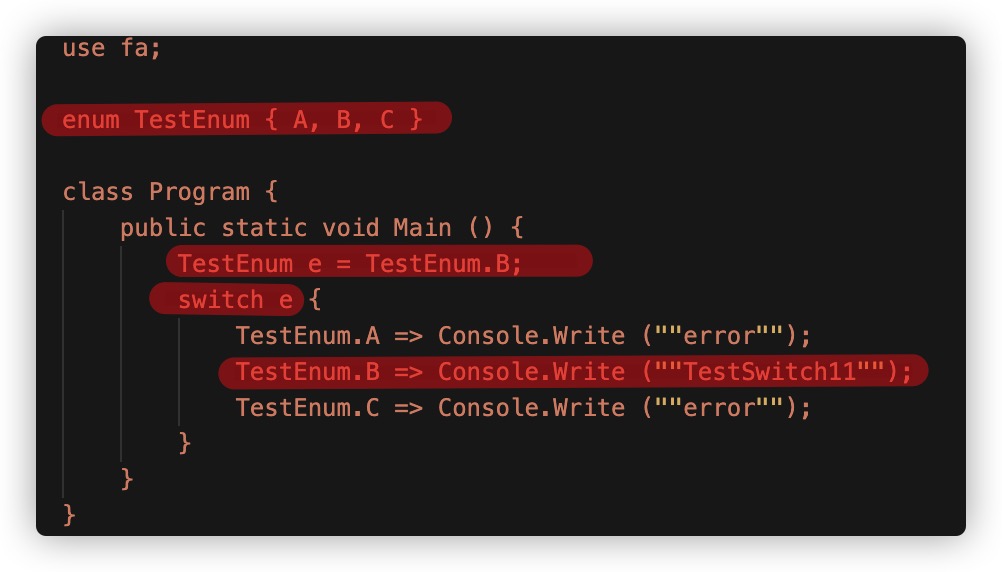 use fa;
enum TestEnum { A, B, C }
class Program {
public static void Main () {
TestEnum e = TestEnum.B;
switch e {
TestEnum.A => Console.Write (""error"");
TestEnum.B => Console.Write (""TestSwitch11"");
TestEnum.C => Console.Write (""error"");
}
}
}